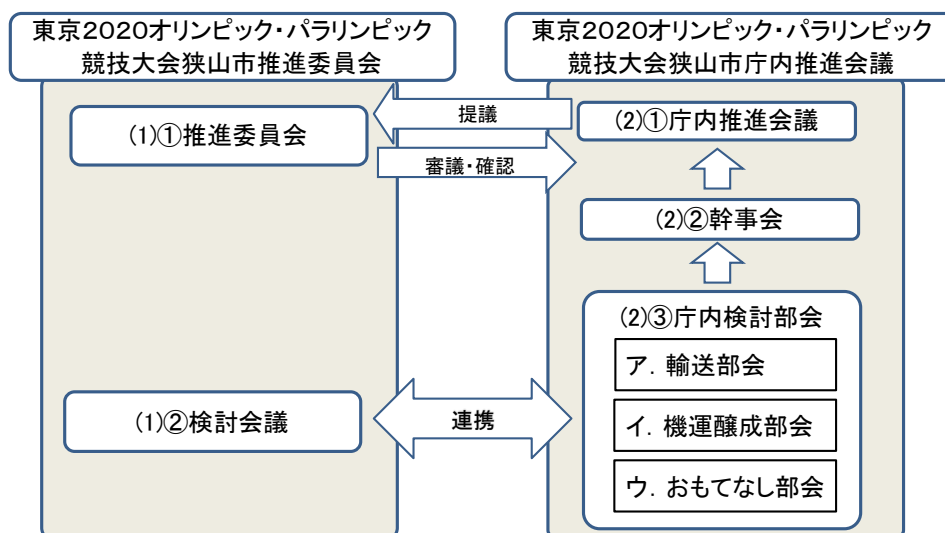 東京2020オリンピック・パラリンピック
競技大会狭山市推進委員会
東京2020オリンピック・パラリンピック
競技大会狭山市庁内推進会議
(1)①推進委員会
提議
審議・確認
(2)①庁内推進会議
(2)②幹事会
(2)③庁内検討部会
ア．輸送部会
イ．機運醸成部会
ウ．おもてなし部会
(1)②検討会議
連携